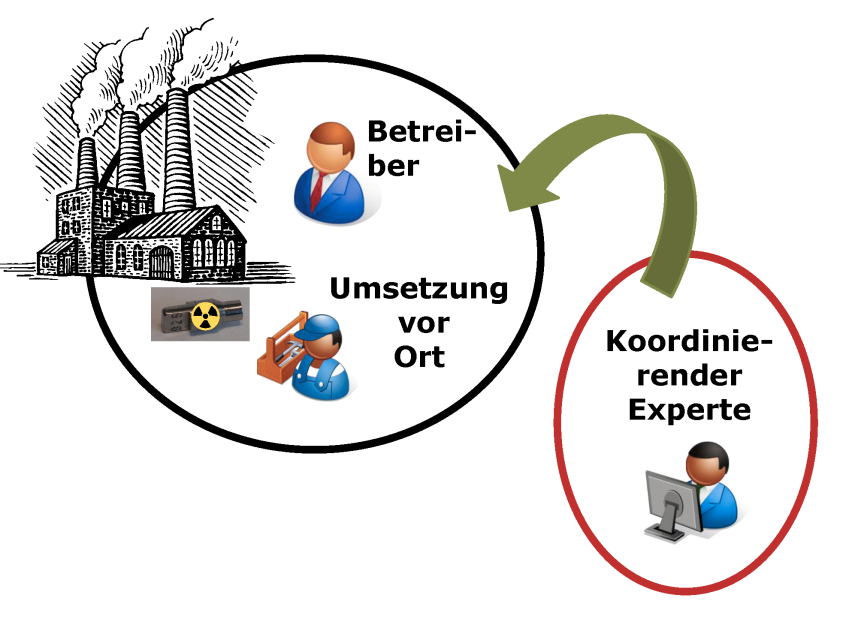 Betrei-
ber
Umsetzung
vor
Ort
Koordinie-
render
Experte